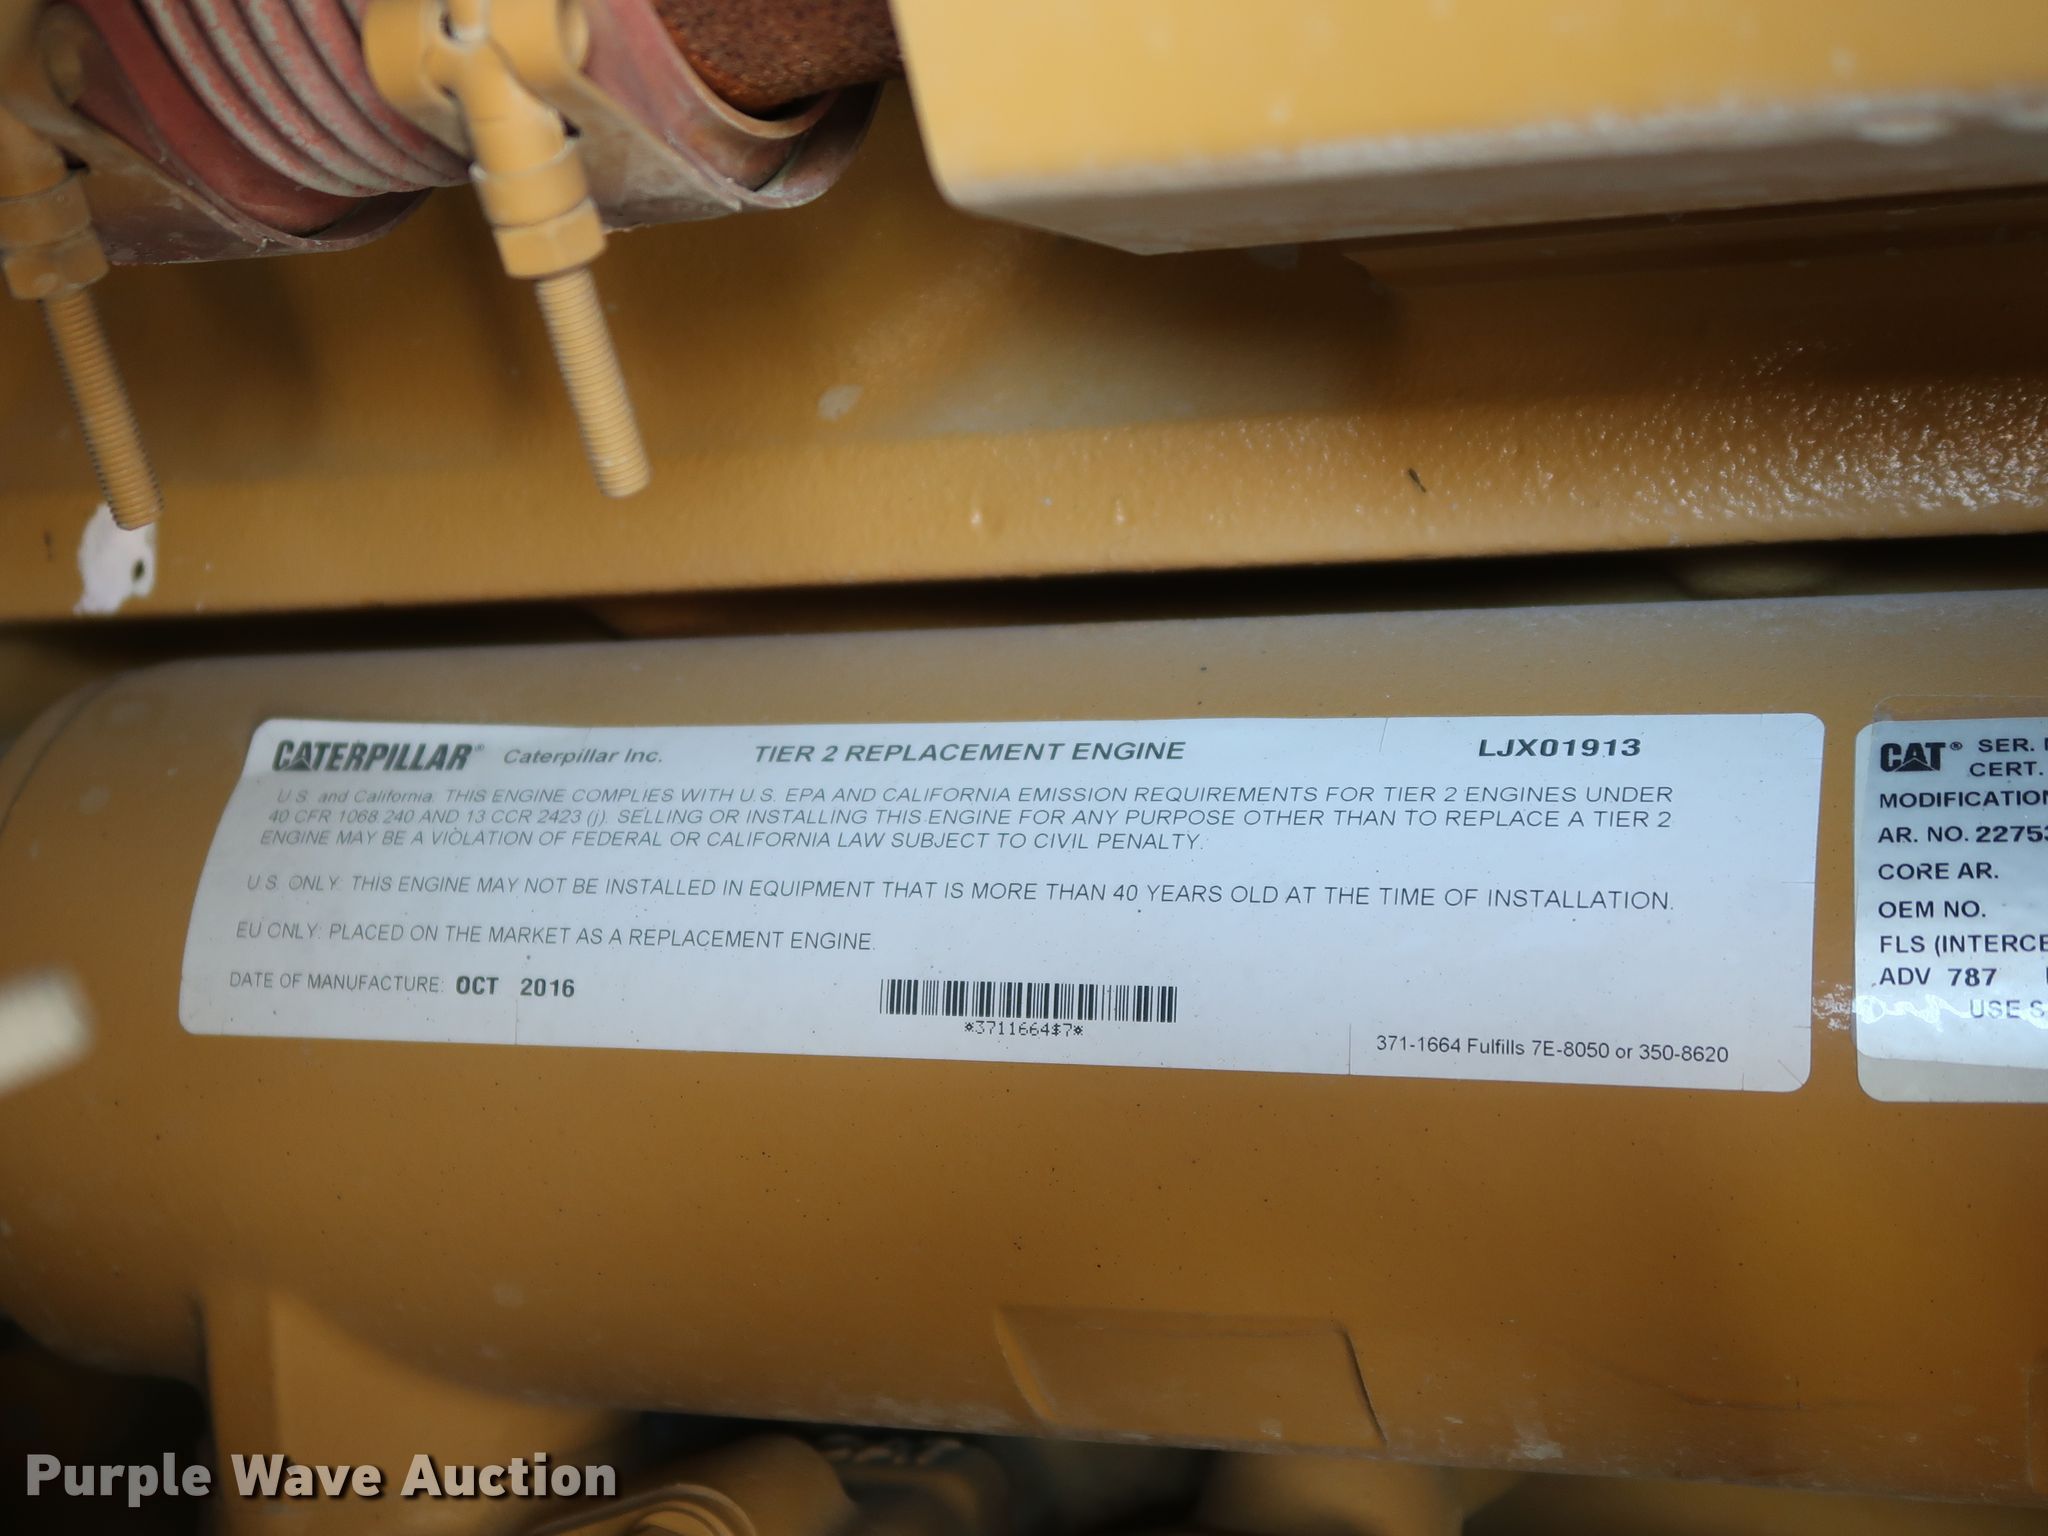 CATERPILLAR® Caterpillar Inc. TIER 2 REPLACEMENT ENGINE LJX01913
U.S. and California: THIS ENGINE COMPLIES WITH U.S. EPA AND CALIFORNIA EMISSION REQUIREMENTS FOR TIER 2 ENGINES UNDER
40 CFR 1068.240 AND 13 CCR 2423 (j). SELLING OR INSTALLING THIS ENGINE FOR ANY PURPOSE OTHER THAN TO REPLACE A TIER 2
ENGINE MAY BE A VIOLATION OF FEDERAL OR CALIFORNIA LAW SUBJECT TO CIVIL PENALTY.
U.S. ONLY: THIS ENGINE MAY NOT BE INSTALLED IN EQUIPMENT THAT IS MORE THAN 40 YEARS OLD AT THE TIME OF INSTALLATION.
EU ONLY: PLACED ON THE MARKET AS A REPLACEMENT ENGINE.
DATE OF MANUFACTURE: OCT 2016
*3711664$7*
371-1664 Fulfills 7E-8050 or 350-8620
CAT® SER.
CERT.
MODIFICATION
AR. NO. 22753
CORE AR.
OEM NO.
FLS (INTERCE
ADV 787
USE S
Purple Wave Auction